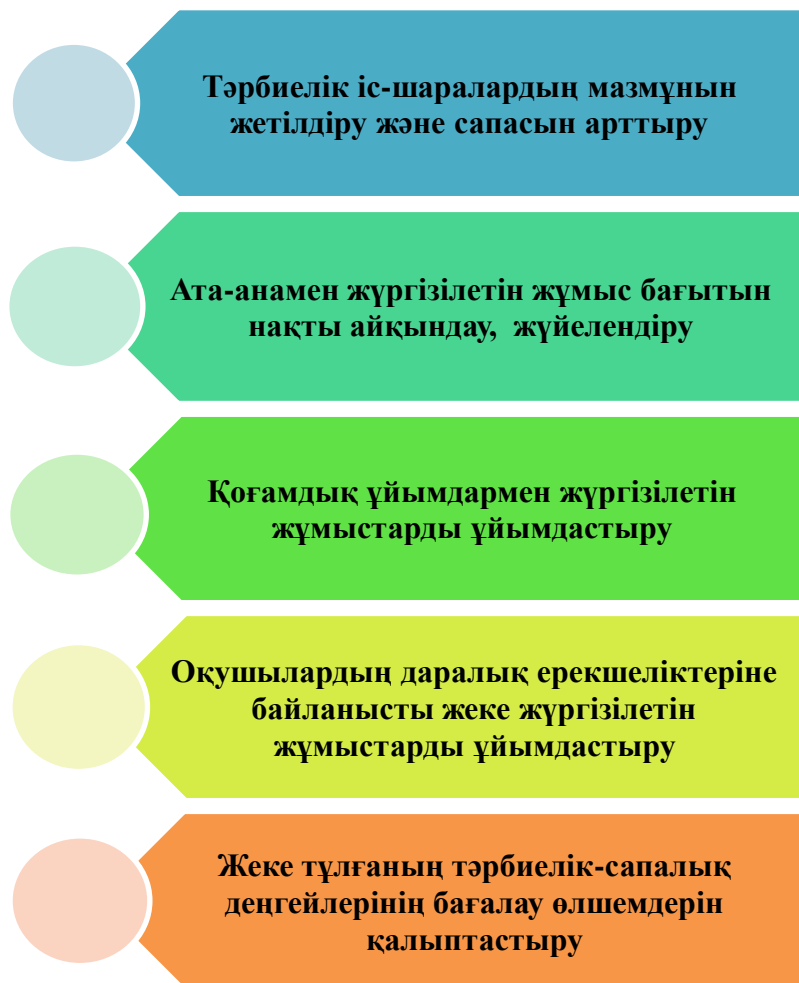 Тәрбиелік іс-шаралардың мазмұнын
жетілдіру және сапасын арттыру
Ата-анамен жүргізілетін жұмыс бағытын
нақты айқындау,  жүйелендіру
Қоғамдық ұйымдармен жүргізілетін
жұмыстарды ұйымдастыру
Оқушылардың даралық ерекшеліктеріне
байланысты жеке жүргізілетін
жұмыстарды ұйымдастыру
Жеке тұлғаның тәрбиелік-сапалық
деңгейлерінің бағалау өлшемдерін
қалыптастыру